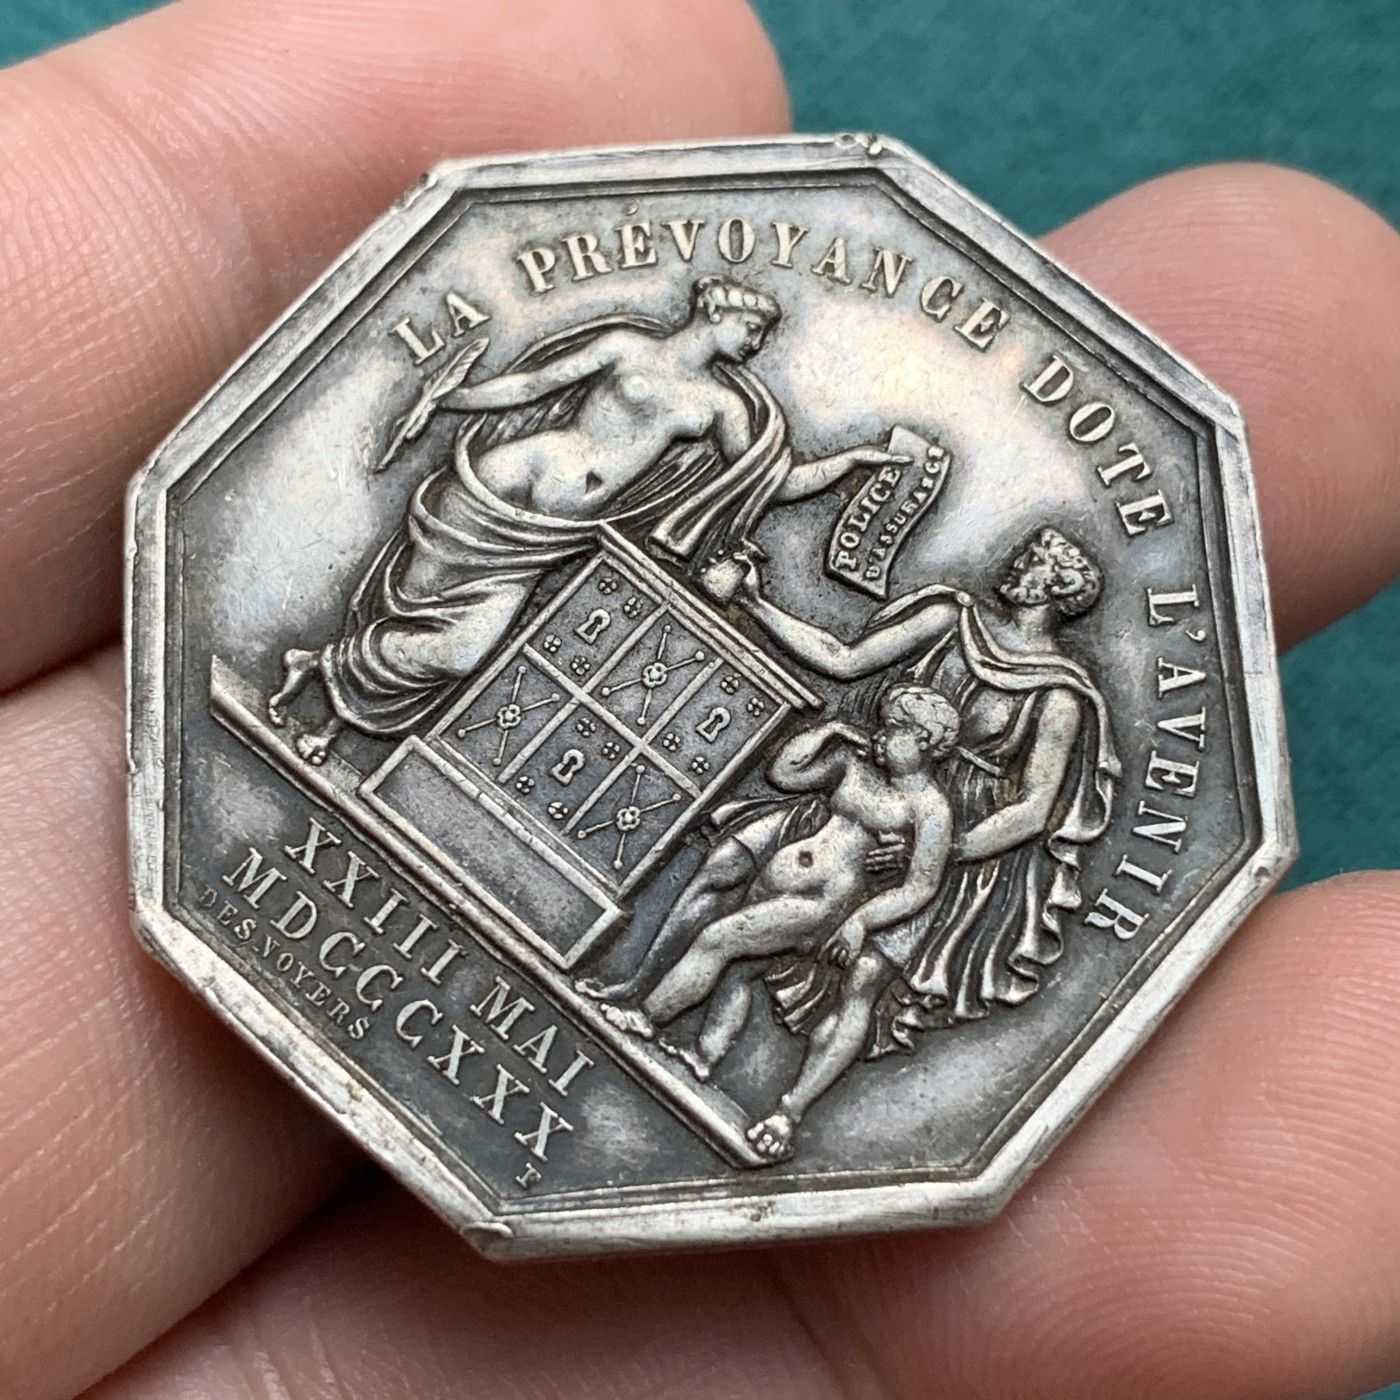 LA PRÉVOYANCE DOTE L'AVENIR
POLICE
D'ASSURANCE
XXIII MAI
MDCCCXXX
DESNOYERS
F